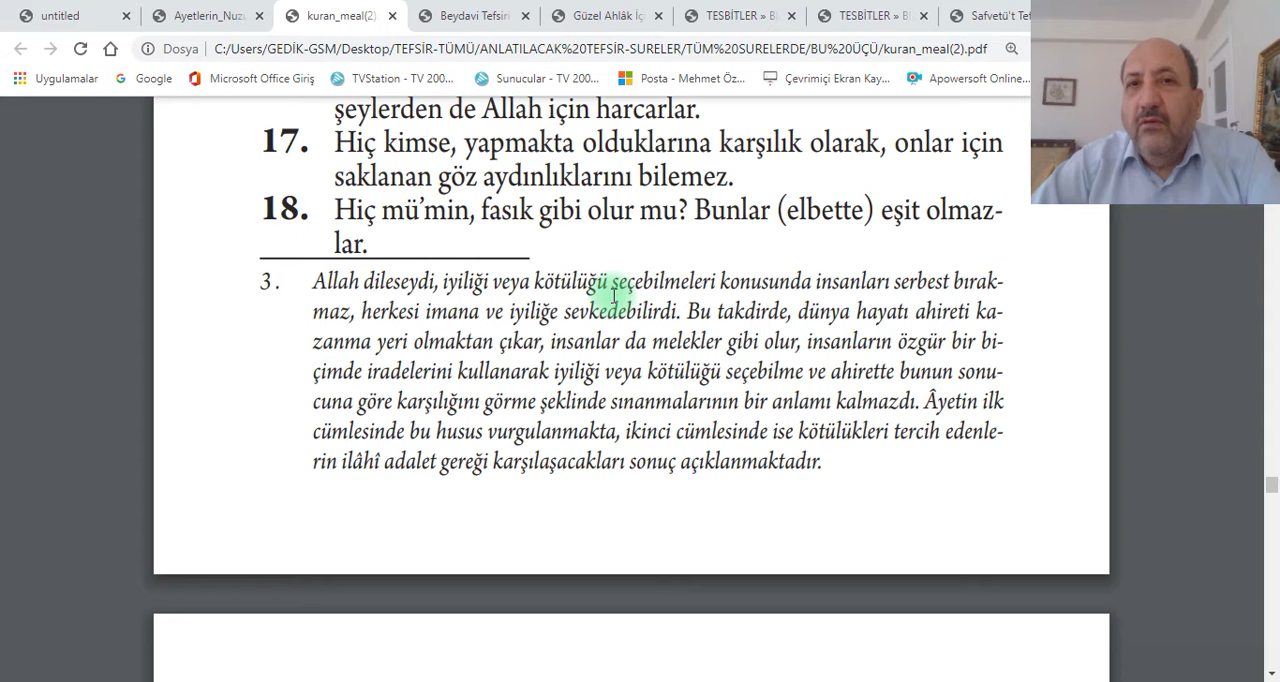 untitled
Ayetlerin_Nuzu
kuran_meal(2)
Beydavi Tefsiri
Güzel Ahlâk İçi
TESBİTLER » Bi
TESBİTLER » Bi
Safvetü't Tef
Dosya
C:/Users/GEDİK-GSM/Desktop/TEFSİR-TÜMÜ/ANLATILACAK%20TEFSİR-SURELER/TÜM%20SURELERDE/BU%20ÜÇÜ/kuran_meal(2).pdf
Uygulamalar
Google
Microsoft Office Giriş
TVStation - TV 200...
Sunucular - TV 200...
Posta - Mehmet Öz...
Çevrimiçi Ekran Kay...
Apowersoft Online...
şeylerden de Allah için harcarlar.
17. Hiç kimse, yapmakta olduklarına karşılık olarak, onlar için
saklanan göz aydınlıklarını bilemez.
18. Hiç mü'min, fasık gibi olur mu? Bunlar (elbette) eşit olmaz-
lar.
3. Allah dileseydi, iyiliği veya kötülüğü seçebilmeleri konusunda insanları serbest bırak-
maz, herkesi imana ve iyiliğe sevkedebilirdi. Bu takdirde, dünya hayatı ahireti ka-
zanma yeri olmaktan çıkar, insanlar da melekler gibi olur, insanların özgür bir bi-
çimde iradelerini kullanarak iyiliği veya kötülüğü seçebilme ve ahirette bunun sonu-
cuna göre karşılığını görme şeklinde sınanmalarının bir anlamı kalmazdı. Âyetin ilk
cümlesinde bu husus vurgulanmakta, ikinci cümlesinde ise kötülükleri tercih edenle-
rin ilâhî adalet gereği karşılaşacakları sonuç açıklanmaktadır.